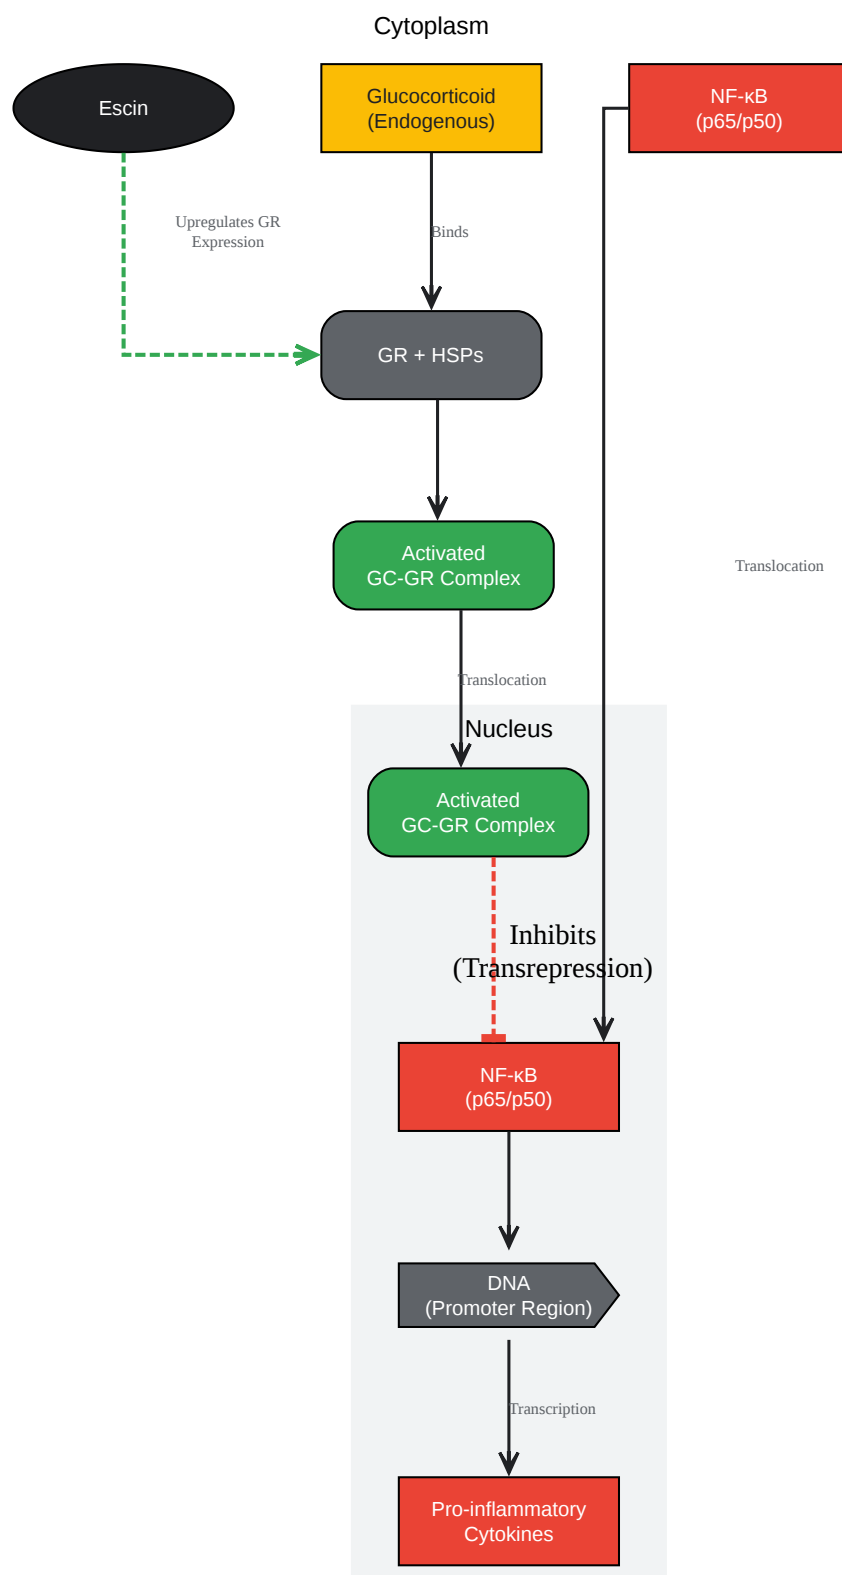 Cytoplasm
Escin
Glucocorticoid
(Endogenous)
NF-κB
(p65/p50)
Upregulates GR
Expression
Binds
GR + HSPs
Activated
GC-GR Complex
Translocation
Translocation
Nucleus
Activated
GC-GR Complex
Inhibits
(Transrepression)
NF-κB
(p65/p50)
DNA
(Promoter Region)
Transcription
Pro-inflammatory
Cytokines